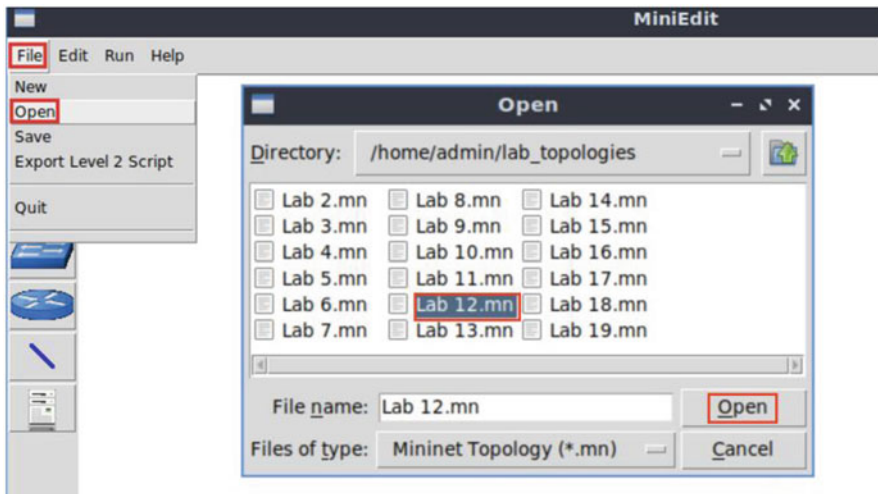 MiniEdit
File Edit Run Help
New
Open
Save
Export Level 2 Script
Quit
Open
Directory: /home/admin/lab_topologies
Lab 2.mn Lab 8.mn Lab 14.mn
Lab 3.mn Lab 9.mn Lab 15.mn
Lab 4.mn Lab 10.mn Lab 16.mn
Lab 5.mn Lab 11.mn Lab 17.mn
Lab 6.mn Lab 12.mn Lab 18.mn
Lab 7.mn Lab 13.mn Lab 19.mn
File name: Lab 12.mn Open
Files of type: Mininet Topology (*.mn) Cancel